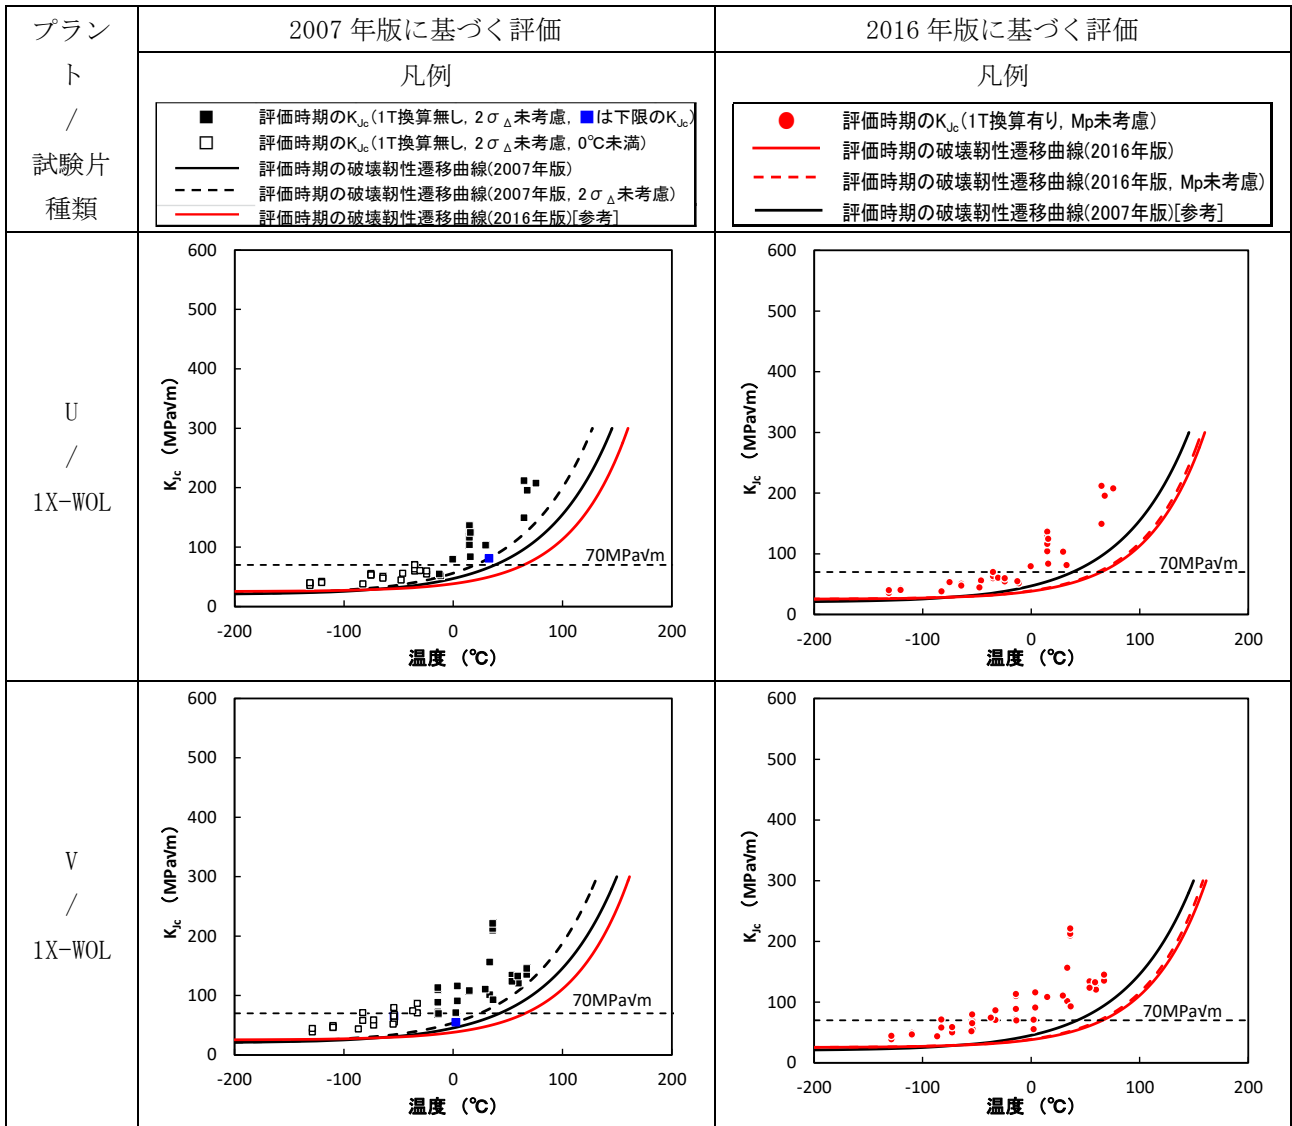 プラン
ト
/
試験片
種類
2007 年版に基づく評価
2016 年版に基づく評価
凡例
評価時期のKJc(1T換算無し, 2σΔ未考慮, ■は下限のKJc)
評価時期のKJc(1T換算無し, 2σΔ未考慮, 0℃未満)
評価時期の破壊靭性遷移曲線(2007年版)
評価時期の破壊靭性遷移曲線(2007年版, 2σΔ未考慮)
評価時期の破壊靭性遷移曲線(2016年版)[参考]
凡例
評価時期のKJc(1T換算有り, Mp未考慮)
評価時期の破壊靭性遷移曲線(2016年版)
評価時期の破壊靭性遷移曲線(2016年版, Mp未考慮)
評価時期の破壊靭性遷移曲線(2007年版)[参考]
U
/
1X-WOL
KJc (MPa√m)
600
500
400
300
200
100
0
70MPa√m
-200 -100 0 100 200
温度 (℃)
KJc (MPa√m)
600
500
400
300
200
100
0
70MPa√m
-200 -100 0 100 200
温度 (℃)
V
/
1X-WOL
KJc (MPa√m)
600
500
400
300
200
100
0
70MPa√m
-200 -100 0 100 200
温度 (℃)
KJc (MPa√m)
600
500
400
300
200
100
0
70MPa√m
-200 -100 0 100 200
温度 (℃)